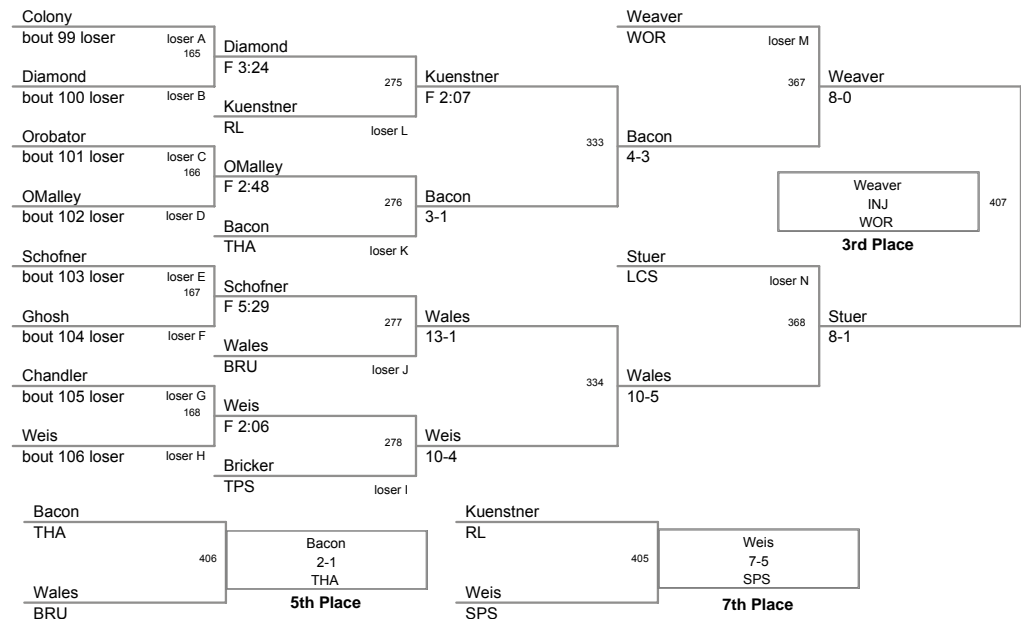 Colony
bout 99 loser
loser A
165
Diamond
bout 100 loser
loser B
Orobator
bout 101 loser
loser C
166
OMalley
bout 102 loser
loser D
Schofner
bout 103 loser
loser E
167
Ghosh
bout 104 loser
loser F
Chandler
bout 105 loser
loser G
168
Weis
bout 106 loser
loser H
Diamond
F 3:24
275
Kuenstner
RL
loser L
OMalley
F 2:48
276
Bacon
THA
loser K
Schofner
F 5:29
277
Wales
BRU
loser J
Weis
F 2:06
278
Bricker
TPS
loser I
Kuenstner
F 2:07
333
Bacon
3-1
Wales
13-1
334
Weis
10-4
Weaver
WOR
loser M
367
Bacon
4-3
Stuer
LCS
loser N
368
Wales
10-5
Weaver
8-0
Weaver
INJ
WOR
407
3rd Place
Stuer
8-1
Bacon
THA
406
Wales
BRU
Bacon
2-1
THA
5th Place
Kuenstner
RL
405
Weis
SPS
Weis
7-5
SPS
7th Place